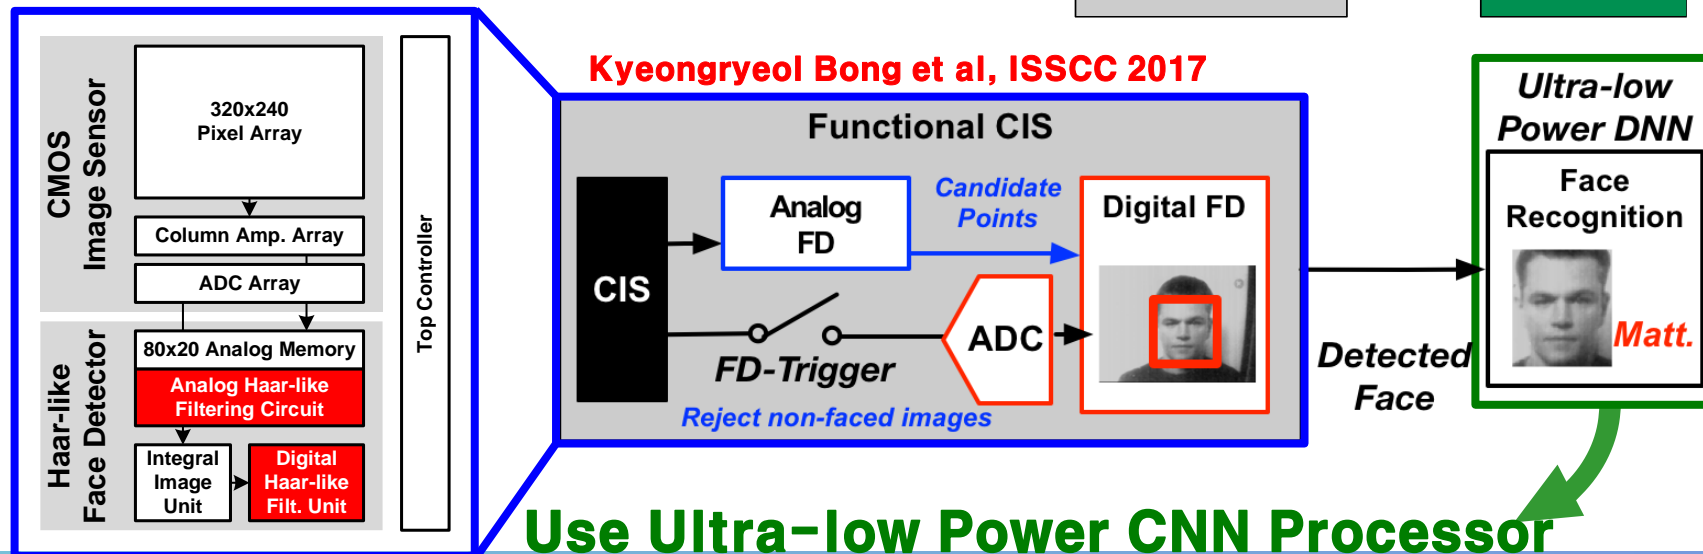 CMOS
Image Sensor
320x240
Pixel Array
Column Amp. Array
ADC Array
Haar-like
Face Detector
80x20 Analog Memory
Analog Haar-like
Filtering Circuit
Integral
Image
Unit
Digital
Haar-like
Filt. Unit
Top Controller
Kyeongryeol Bong et al, ISSCC 2017
Functional CIS
CIS
Analog
FD
Candidate
Points
Digital FD
FD-Trigger
ADC
Reject non-faced images
Detected
Face
Ultra-low
Power DNN
Face
Recognition
Matt.
Use Ultra-low Power CNN Processor